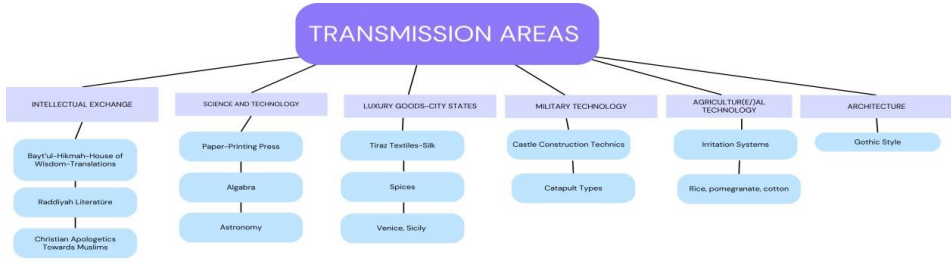 TRANSMISSION AREAS
INTELLECTUAL EXCHANGE
Bayt'ul-Hikmah-House of
Wisdom-Translations
Raddiyah Literatüre
Christian Apologetics
Towards Muslims
SCIENCE AND TECHNOLOGY
Paper-Printing Press
Algabra
Astronomy
LUXURY GOODS-CITY STATES
Tiraz Textiles-Silk
Spices
Venice, Sicily
MILITARY TECHNOLOGY
Castle Construction Technics
Catapult Types
AGRICULTUR(E/)AL
TECHNOLOGY
Irritation Systems
Rice, pomegranate, cotton
ARCHITECTURE
Gothic Style